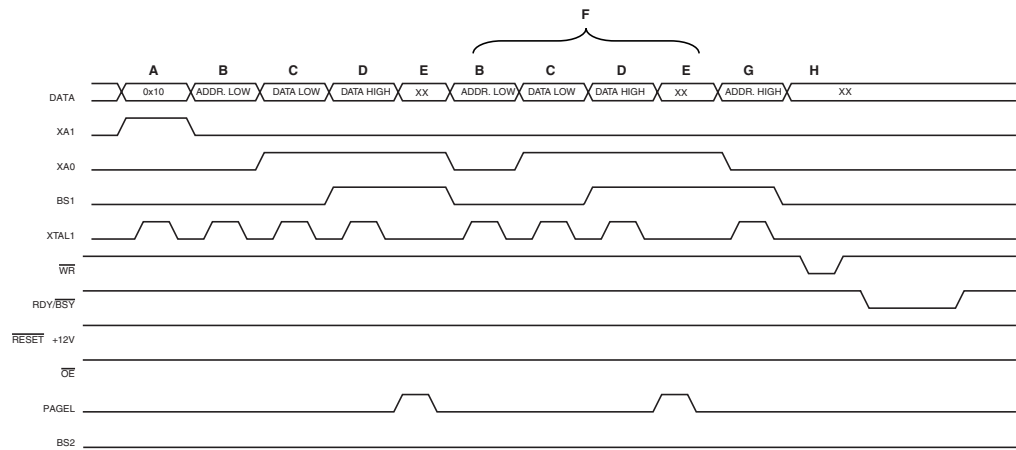 F
A B C D E B C D E G H
DATA 0x10 ADDR. LOW DATA LOW DATA HIGH XX ADDR. LOW DATA LOW DATA HIGH XX ADDR. HIGH XX
XA1
XA0
BS1
XTAL1
WR
RDY/BSY
RESET +12V
OE
PAGEL
BS2